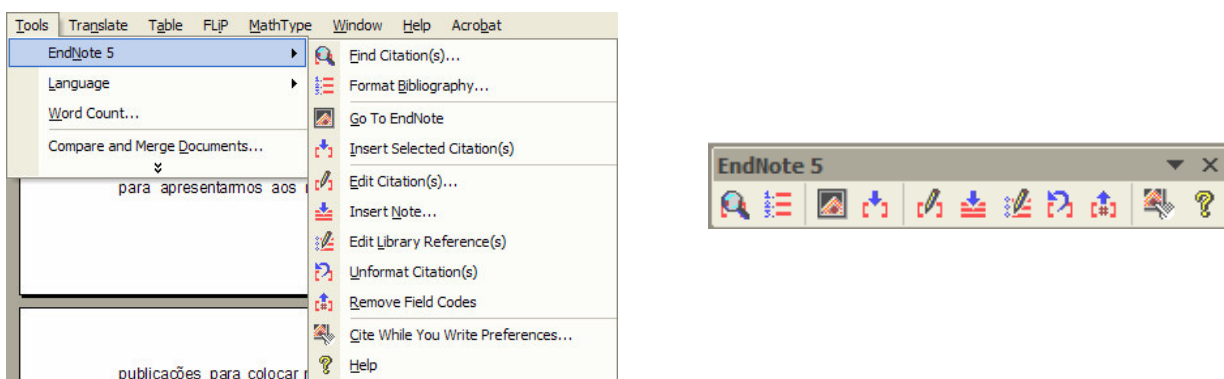 Tools Translate Table FLiP MathType Window Help Acrobat
EndNote 5
Language
Word Count...
Compare and Merge Documents...
para apresentarmos aos
publicações para colocar
Find Citation(s)...
Format Bibliography...
Go To EndNote
Insert Selected Citation(s)
Edit Citation(s)...
Insert Note...
Edit Library Reference(s)
Unformat Citation(s)
Remove Field Codes
Cite While You Write Preferences...
Help
EndNote 5